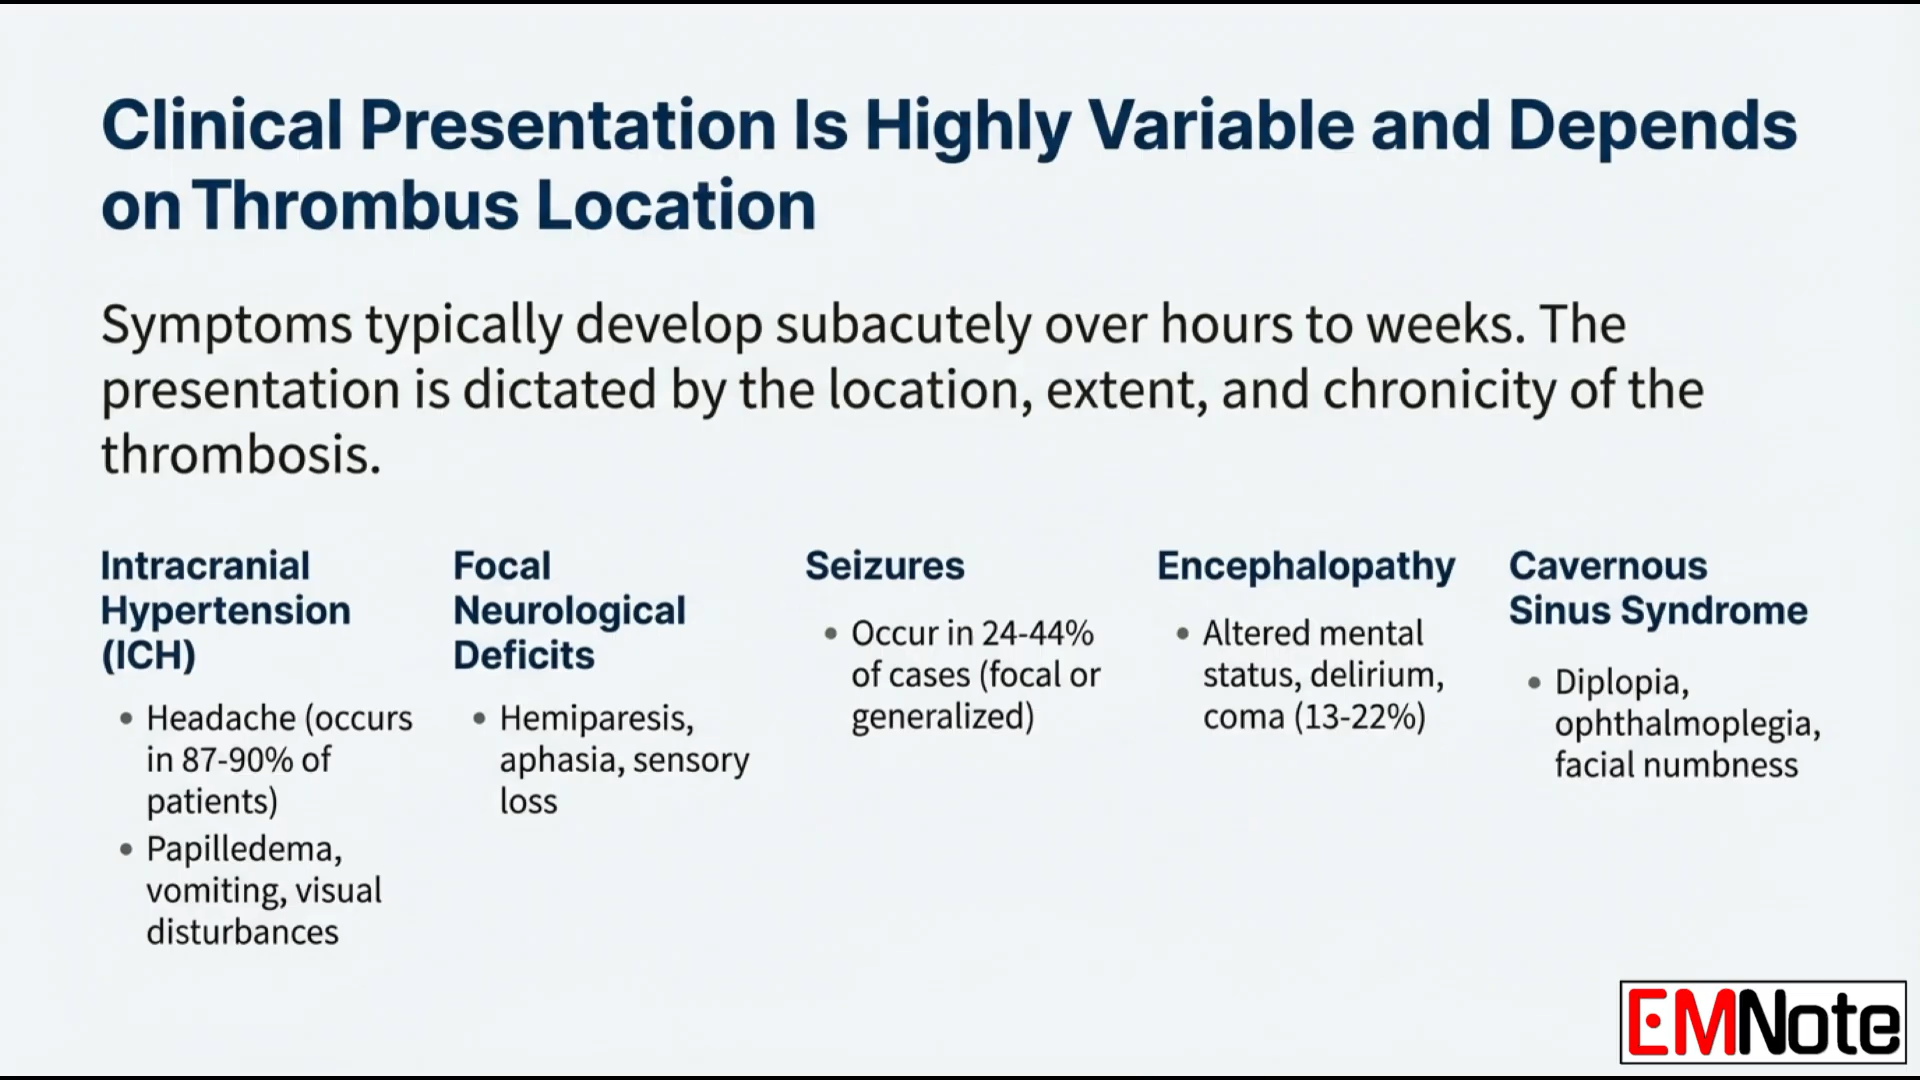 Clinical Presentation Is Highly Variable and Depends
on Thrombus Location
Symptoms typically develop subacutely over hours to weeks. The
presentation is dictated by the location, extent, and chronicity of the
thrombosis.
Intracranial
Hypertension
(ICH)
• Headache (occurs
in 87-90% of
patients)
• Papilledema,
vomiting, visual
disturbances
Focal
Neurological
Deficits
• Hemiparesis,
aphasia, sensory
loss
Seizures
• Occur in 24-44%
of cases (focal or
generalized)
Encephalopathy
• Altered mental
status, delirium,
coma (13-22%)
Cavernous
Sinus Syndrome
• Diplopia,
ophthalmoplegia,
facial numbness
EMNote